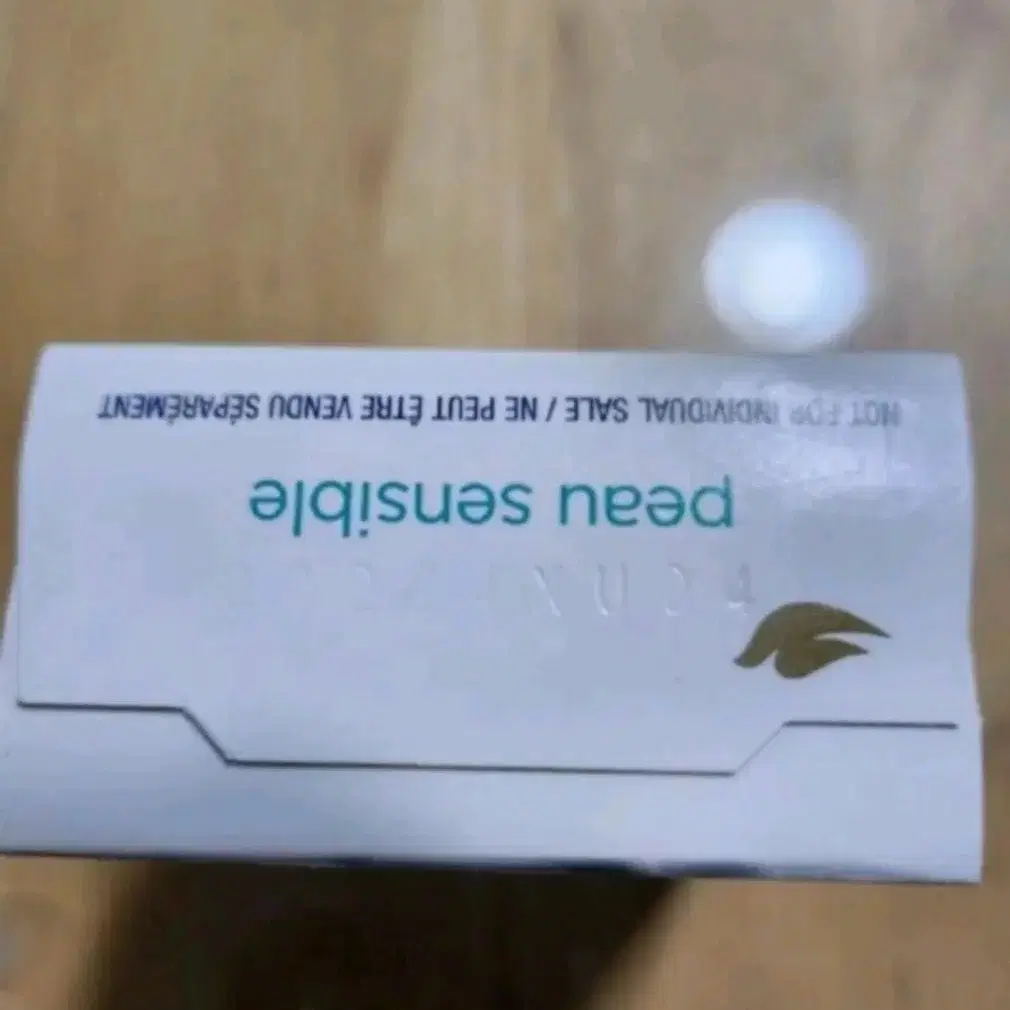 peau sensible
NOT FOR INDIVIDUAL SALE / NE PEUT ÊTRE VENDU SÉPARÉMENT